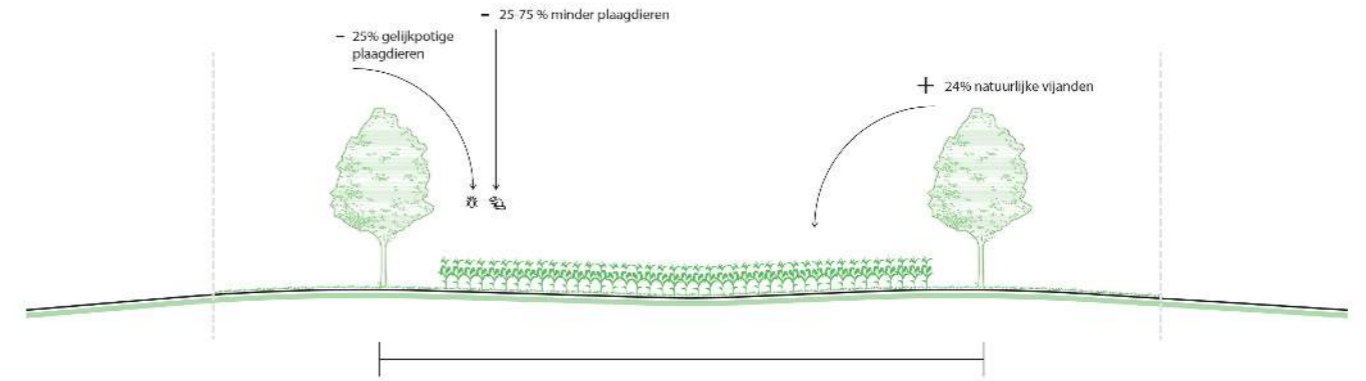 - 25-75 % minder plaagdieren
- 25% gelijkpotige
plaagdieren
+ 24% natuurlijke vijanden